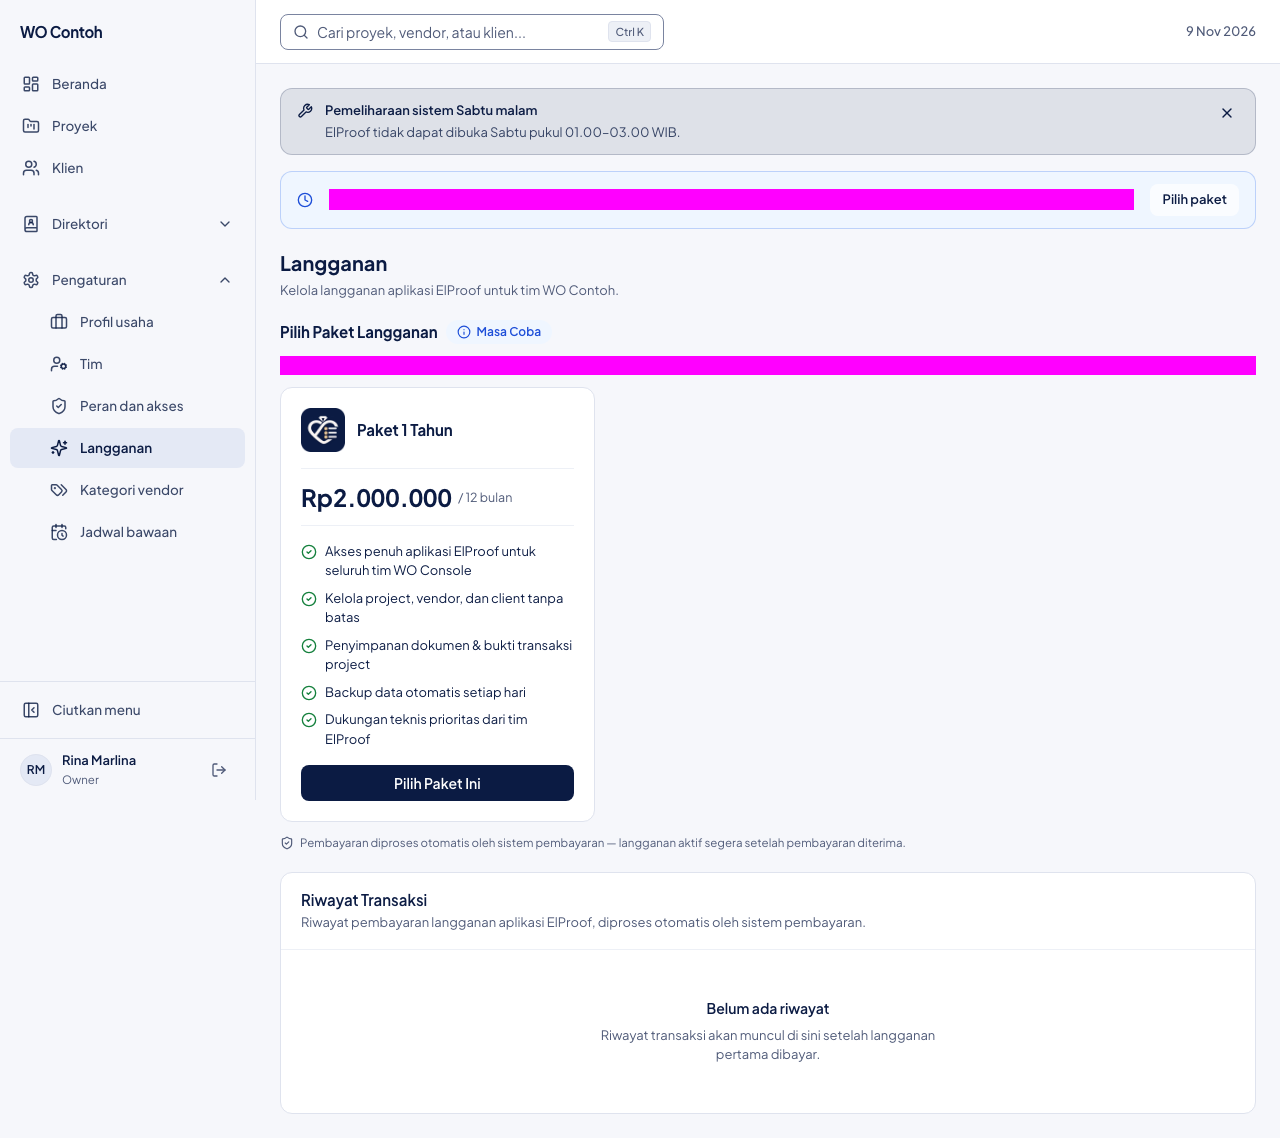 WO Contoh
Cari proyek, vendor, atau klien...
Ctrl K
9 Nov 2026
Beranda
Proyek
Klien
Direktori
Pengaturan
Profil usaha
Tim
Peran dan akses
Langganan
Kategori vendor
Jadwal bawaan
Ciutkan menu
RM
Rina Marlina
Owner
Pemeliharaan sistem Sabtu malam
ElProof tidak dapat dibuka Sabtu pukul 01.00–03.00 WIB.
Pilih paket
Langganan
Kelola langganan aplikasi ElProof untuk tim WO Contoh.
Pilih Paket Langganan
Masa Coba
Paket 1 Tahun
Rp2.000.000 / 12 bulan
Akses penuh aplikasi ElProof untuk
seluruh tim WO Console
Kelola project, vendor, dan client tanpa
batas
Penyimpanan dokumen & bukti transaksi
project
Backup data otomatis setiap hari
Dukungan teknis prioritas dari tim
ElProof
Pilih Paket Ini
Pembayaran diproses otomatis oleh sistem pembayaran — langganan aktif segera setelah pembayaran diterima.
Riwayat Transaksi
Riwayat pembayaran langganan aplikasi ElProof, diproses otomatis oleh sistem pembayaran.
Belum ada riwayat
Riwayat transaksi akan muncul di sini setelah langganan
pertama dibayar.